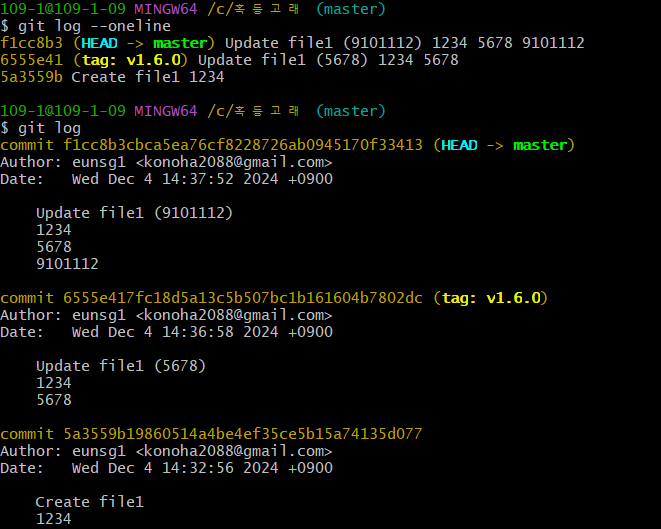 109-1@109-1-09 MINGW64 /c/혹등고래 (master)
$ git log --oneline
f1cc8b3 (HEAD -> master) Update file1 (9101112) 1234 5678 9101112
6555e41 (tag: v1.6.0) Update file1 (5678) 1234 5678
5a3559b Create file1 1234
109-1@109-1-09 MINGW64 /c/혹등고래 (master)
$ git log
commit f1cc8b3cbca5ea76cf8228726ab0945170f33413 (HEAD -> master)
Author: eunsg1 <konoha2088@gmail.com>
Date:   Wed Dec 4 14:37:52 2024 +0900
Update file1 (9101112)
1234
5678
9101112
commit 6555e417fc18d5a13c5b507bc1b161604b7802dc (tag: v1.6.0)
Author: eunsg1 <konoha2088@gmail.com>
Date:   Wed Dec 4 14:36:58 2024 +0900
Update file1 (5678)
1234
5678
commit 5a3559b19860514a4be4ef35ce5b15a74135d077
Author: eunsg1 <konoha2088@gmail.com>
Date:   Wed Dec 4 14:32:56 2024 +0900
Create file1
1234